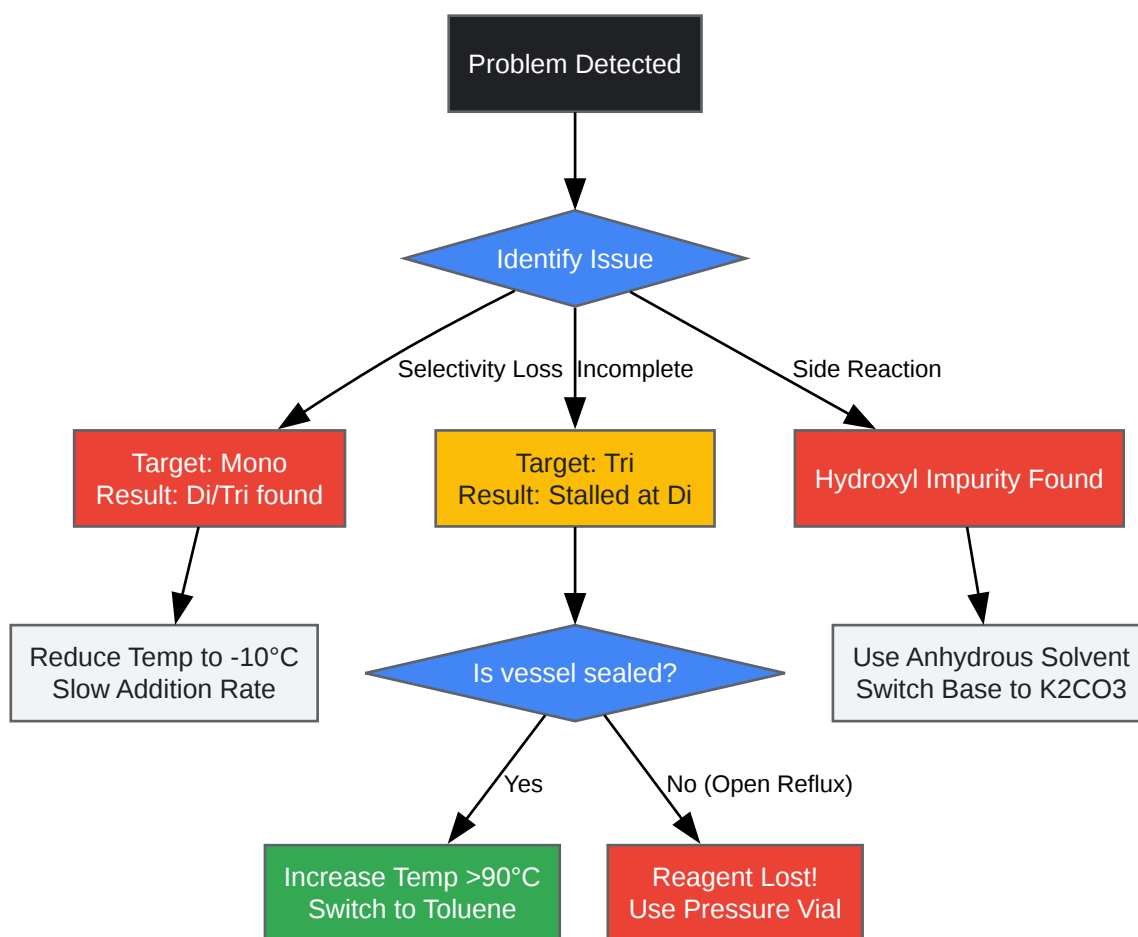 Problem Detected
Identify Issue
Selectivity Loss
Incomplete
Side Reaction
Target: Mono
Result: Di/Tri found
Target: Tri
Result: Stalled at Di
Hydroxyl Impurity Found
Reduce Temp to -10°C
Slow Addition Rate
Is vessel sealed?
Use Anhydrous Solvent
Switch Base to K2CO3
Yes
No (Open Reflux)
Increase Temp >90°C
Switch to Toluene
Reagent Lost!
Use Pressure Vial